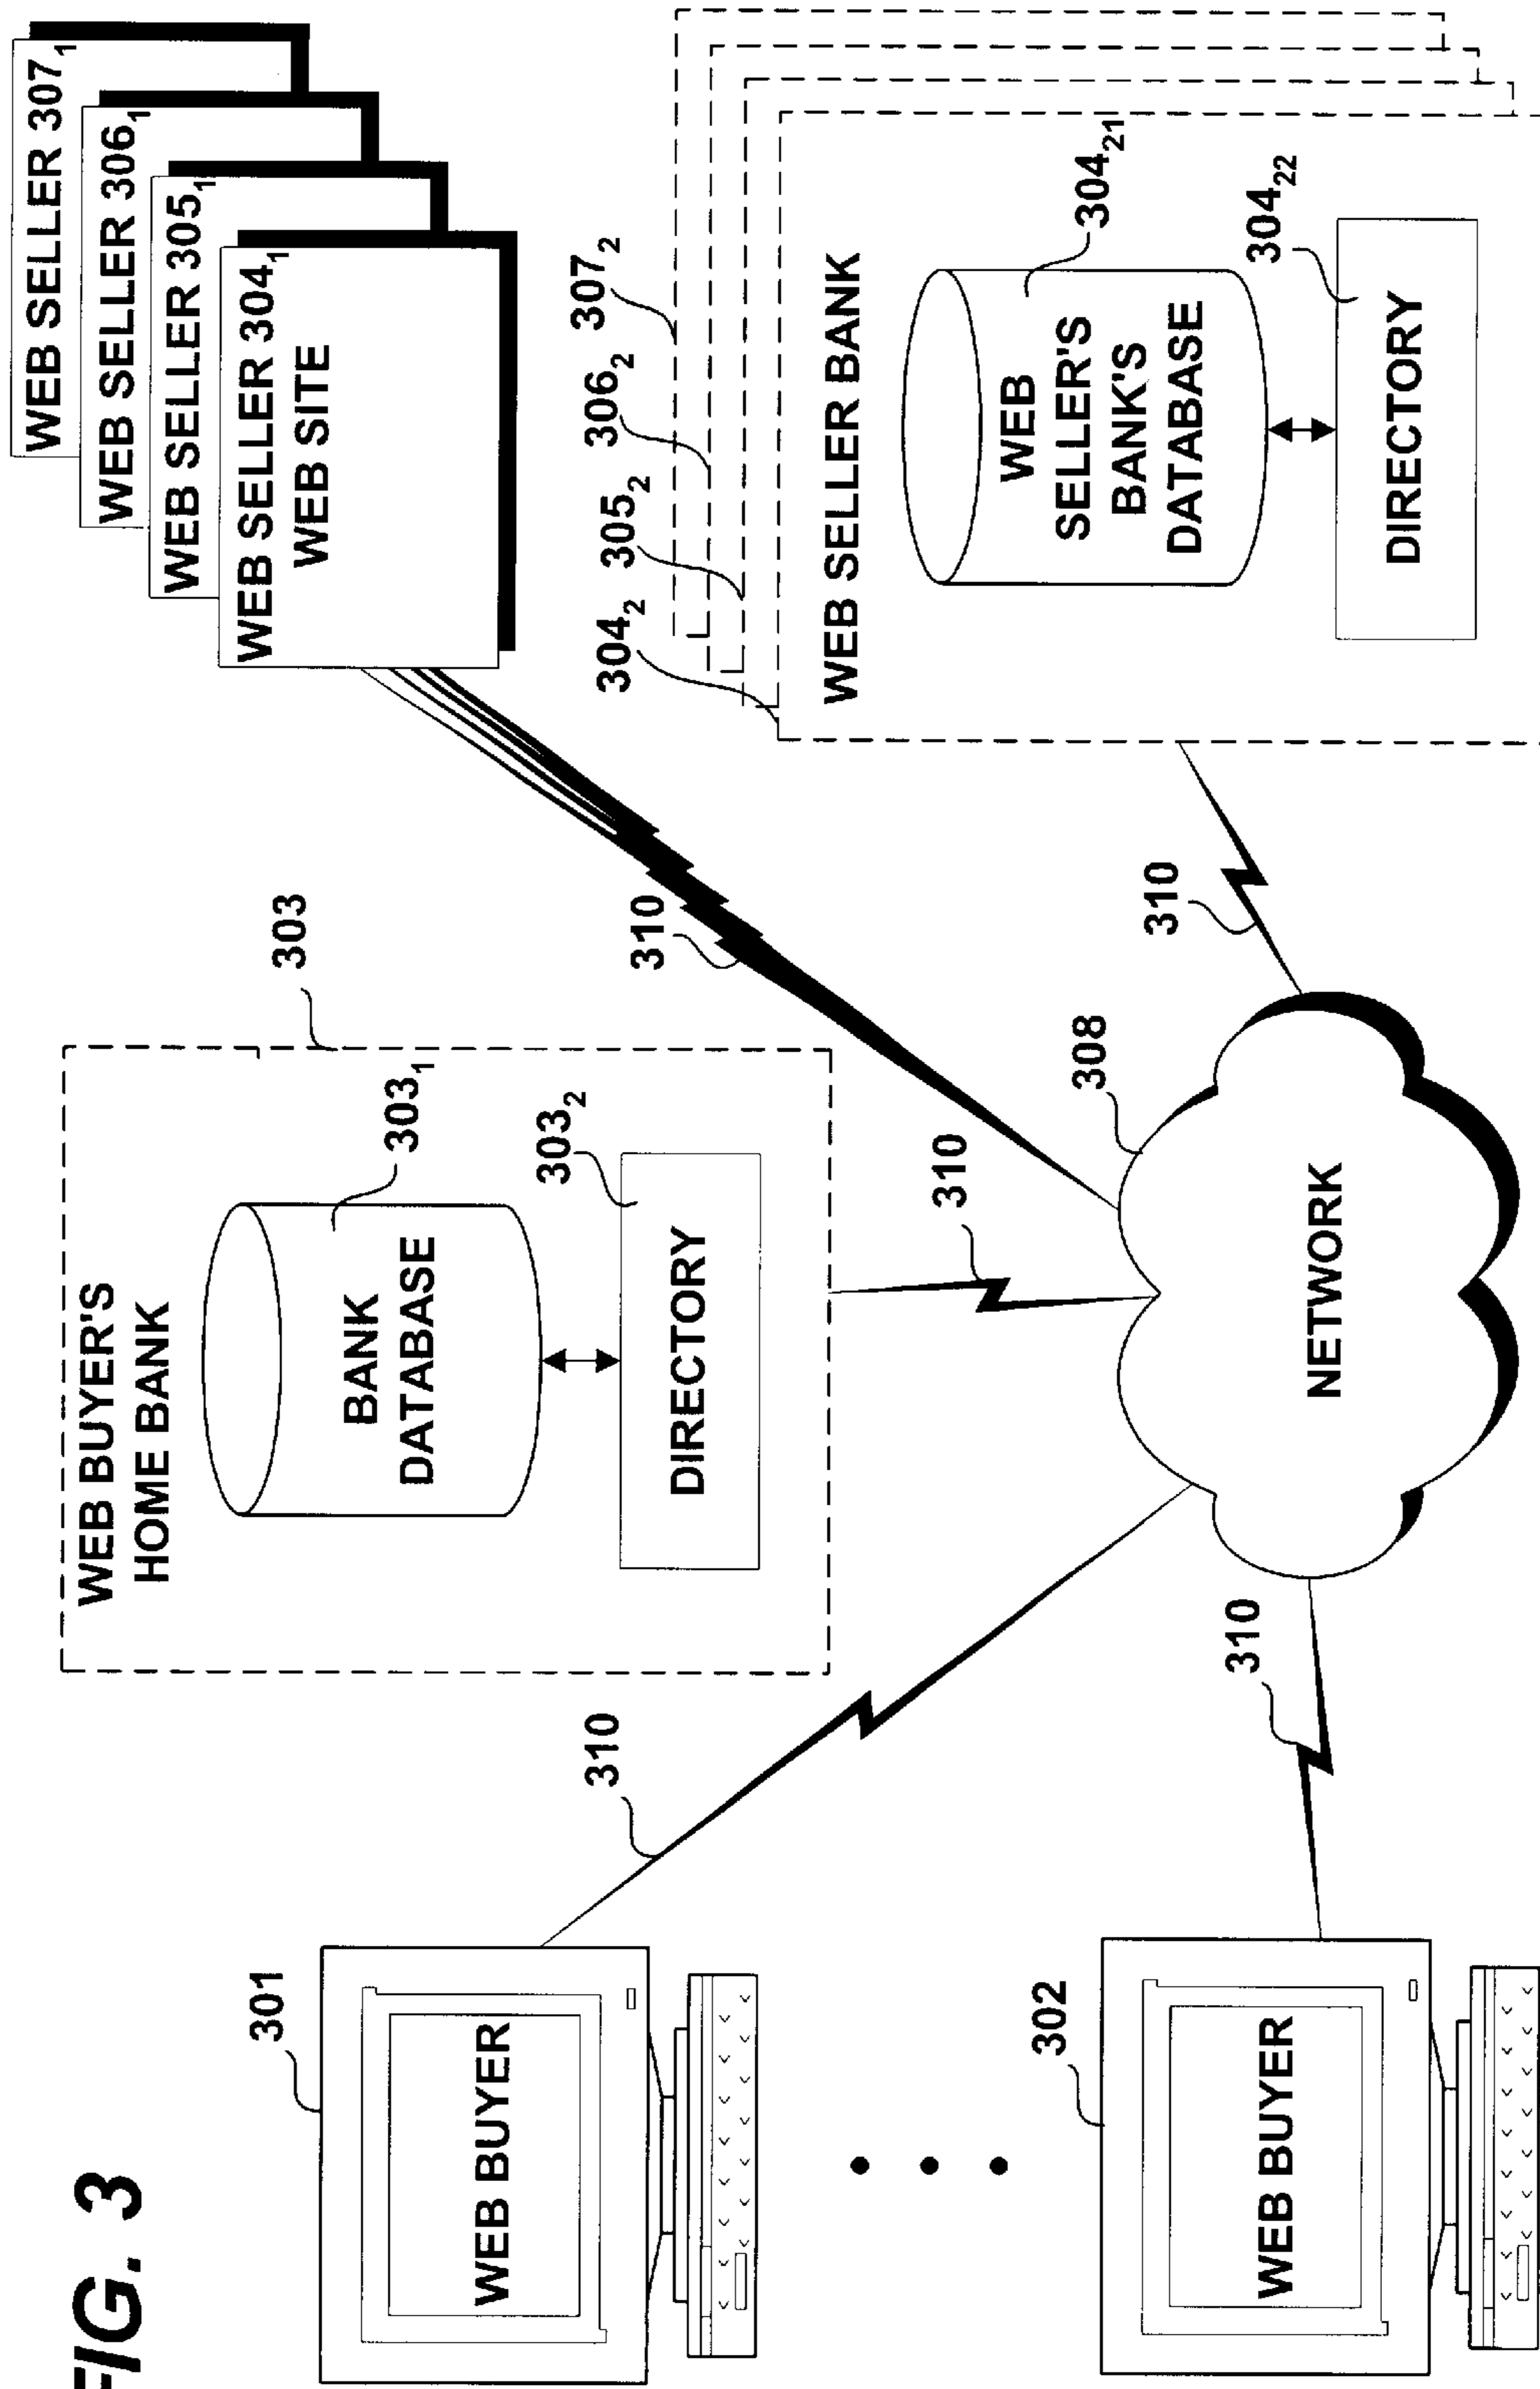 FIG. 3
301
WEB BUYER
302
WEB BUYER
310
310
WEB BUYER'S
HOME BANK
BANK
DATABASE
303₁
303₂
DIRECTORY
303
310
308
NETWORK
310
310
WEB SELLER 307₁
WEB SELLER 306₁
WEB SELLER 305₁
WEB SELLER 304₁
WEB SITE
304₂
305₂
306₂
307₂
WEB SELLER BANK
WEB
SELLER'S
BANK'S
DATABASE
304₂₁
304₂₂
DIRECTORY